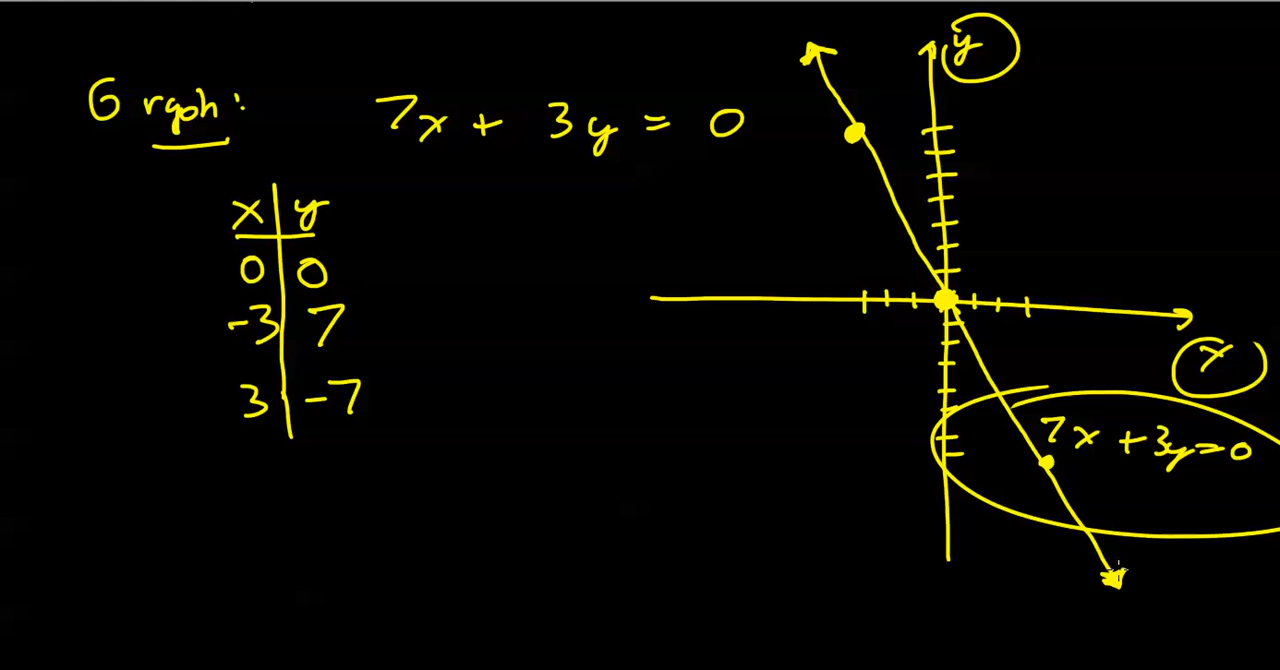 Graph: 7x + 3y = 0
x y
0 0
-3 7
3 -7
y
x
7x + 3y = 0